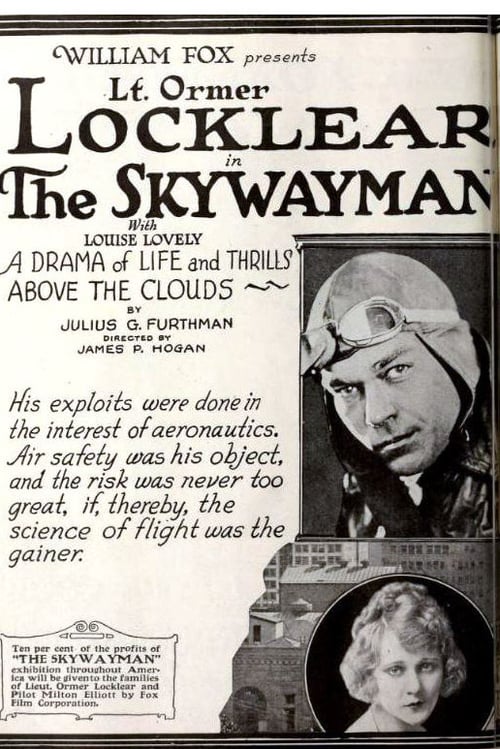 WILLIAM FOX presents
Lt. Ormer
LOCKLEAR
in
The SKYWAYMAN
With
LOUISE LOVELY
A DRAMA of LIFE and THRILLS
ABOVE THE CLOUDS
BY
JULIUS G. FURTHMAN
DIRECTED BY
JAMES P. HOGAN
His exploits were done in
the interest of aeronautics.
Air safety was his object,
and the risk was never too
great, if, thereby, the
science of flight was the
gainer.
Ten per cent of the profits of
"THE SKYWAYMAN"
exhibition throughout Amer-
ica will be given to the families
of Lieut. Ormer Locklear and
Pilot Milton Elliott by Fox
Film Corporation.